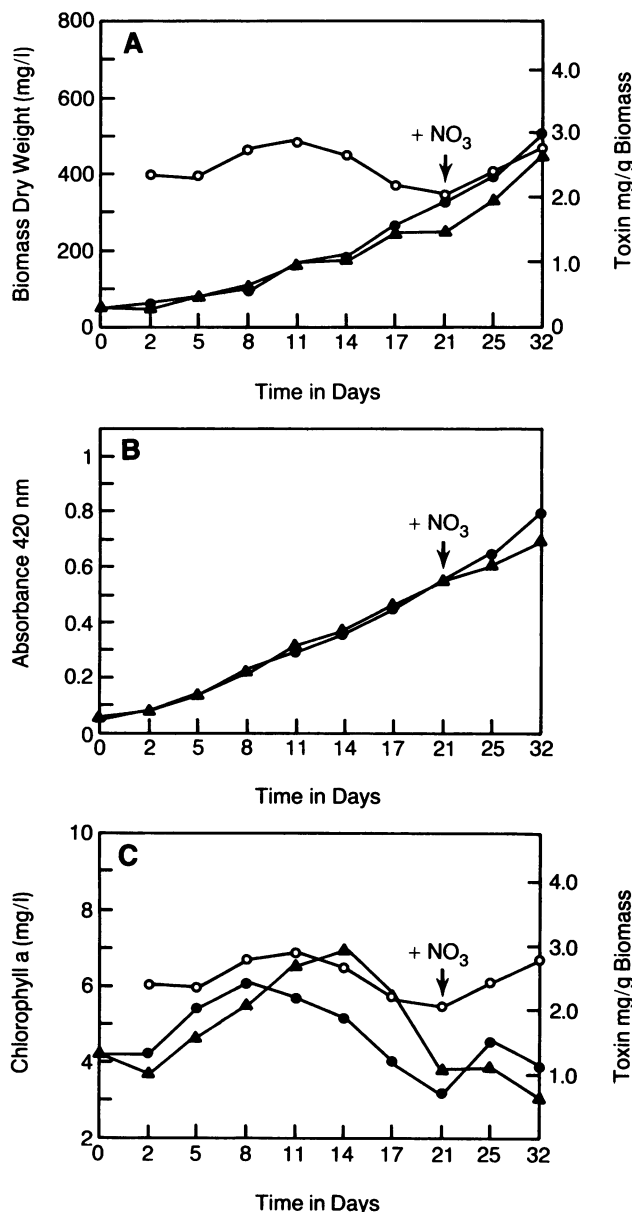 A
800
600
400
200
0
Biomass Dry Weight (mg/l)
+ NO3
4.0
3.0
2.0
1.0
0
Toxin mg/g Biomass
0 2 5 8 11 14 17 21 25 32
Time in Days
B
1
0.8
0.6
0.4
0.2
0
Absorbance 420 nm
+ NO3
0 2 5 8 11 14 17 21 25 32
Time in Days
C
10
8
6
4
2
Chlorophyll a (mg/l)
+ NO3
4.0
3.0
2.0
1.0
Toxin mg/g Biomass
0 2 5 8 11 14 17 21 25 32
Time in Days